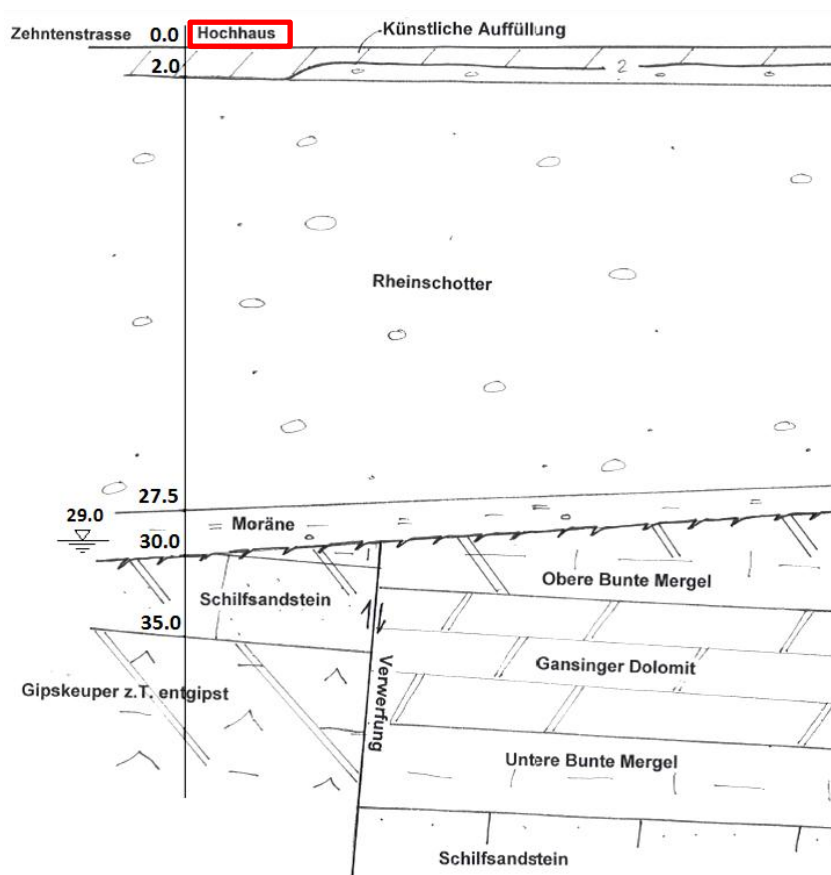 Zehntenstrasse 0.0 Hochhaus Künstliche Auffüllung
2.0 2
Rheinschotter
27.5
29.0 Moräne
30.0
Obere Bunte Mergel
Schilfsandstein
35.0
Gansinger Dolomit
Gipskeuper z.T. entgipst
Verwerfung
Untere Bunte Mergel
Schilfsandstein